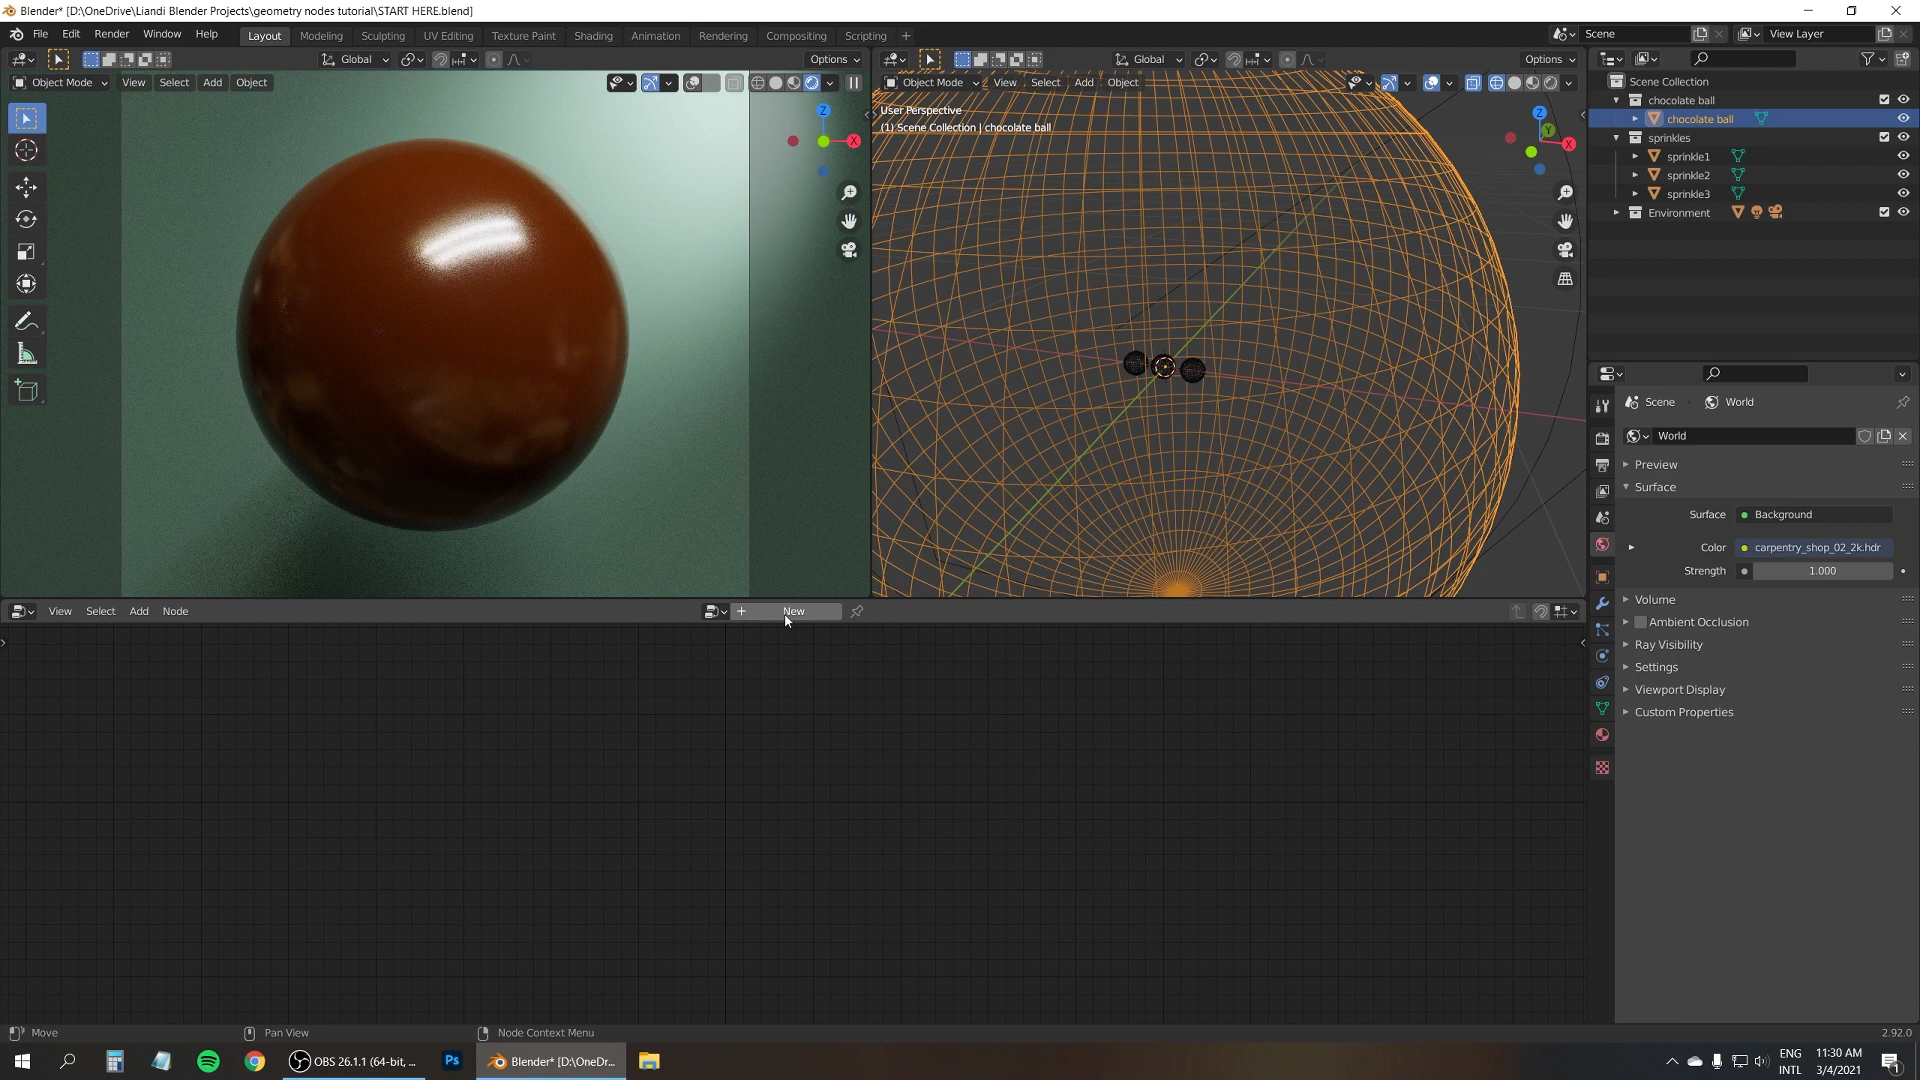 Blender* [D:\OneDrive\Liandi Blender Projects\geometry nodes tutorial\START HERE.blend]
File Edit Render Window Help Layout Modeling Sculpting UV Editing Texture Paint Shading Animation Compositing Rendering Scripting + Scene View Layer
Global Options Global Options
Object Mode View Select Add Object Object Mode View Select Add Object
Z X
User Perspective
(1) Scene Collection | chocolate ball
Z Y X
Scene Collection
chocolate ball
chocolate ball
sprinkles
sprinkle1
sprinkle2
sprinkle3
Environment
Scene World
World
Preview
Surface
Surface Background
Color carpentry_shop_02_2k.hdr
Strength 1.000
Volume
Ambient Occlusion
Ray Visibility
Settings
Viewport Display
Custom Properties
View Select Add Node + New
Move Pan View Node Context Menu 2.92.0
OBS 26.1.1 (64-bit, ... Ps Blender* [D:\OneDr...
ENG 11:30 AM
INTL 3/4/2021
1